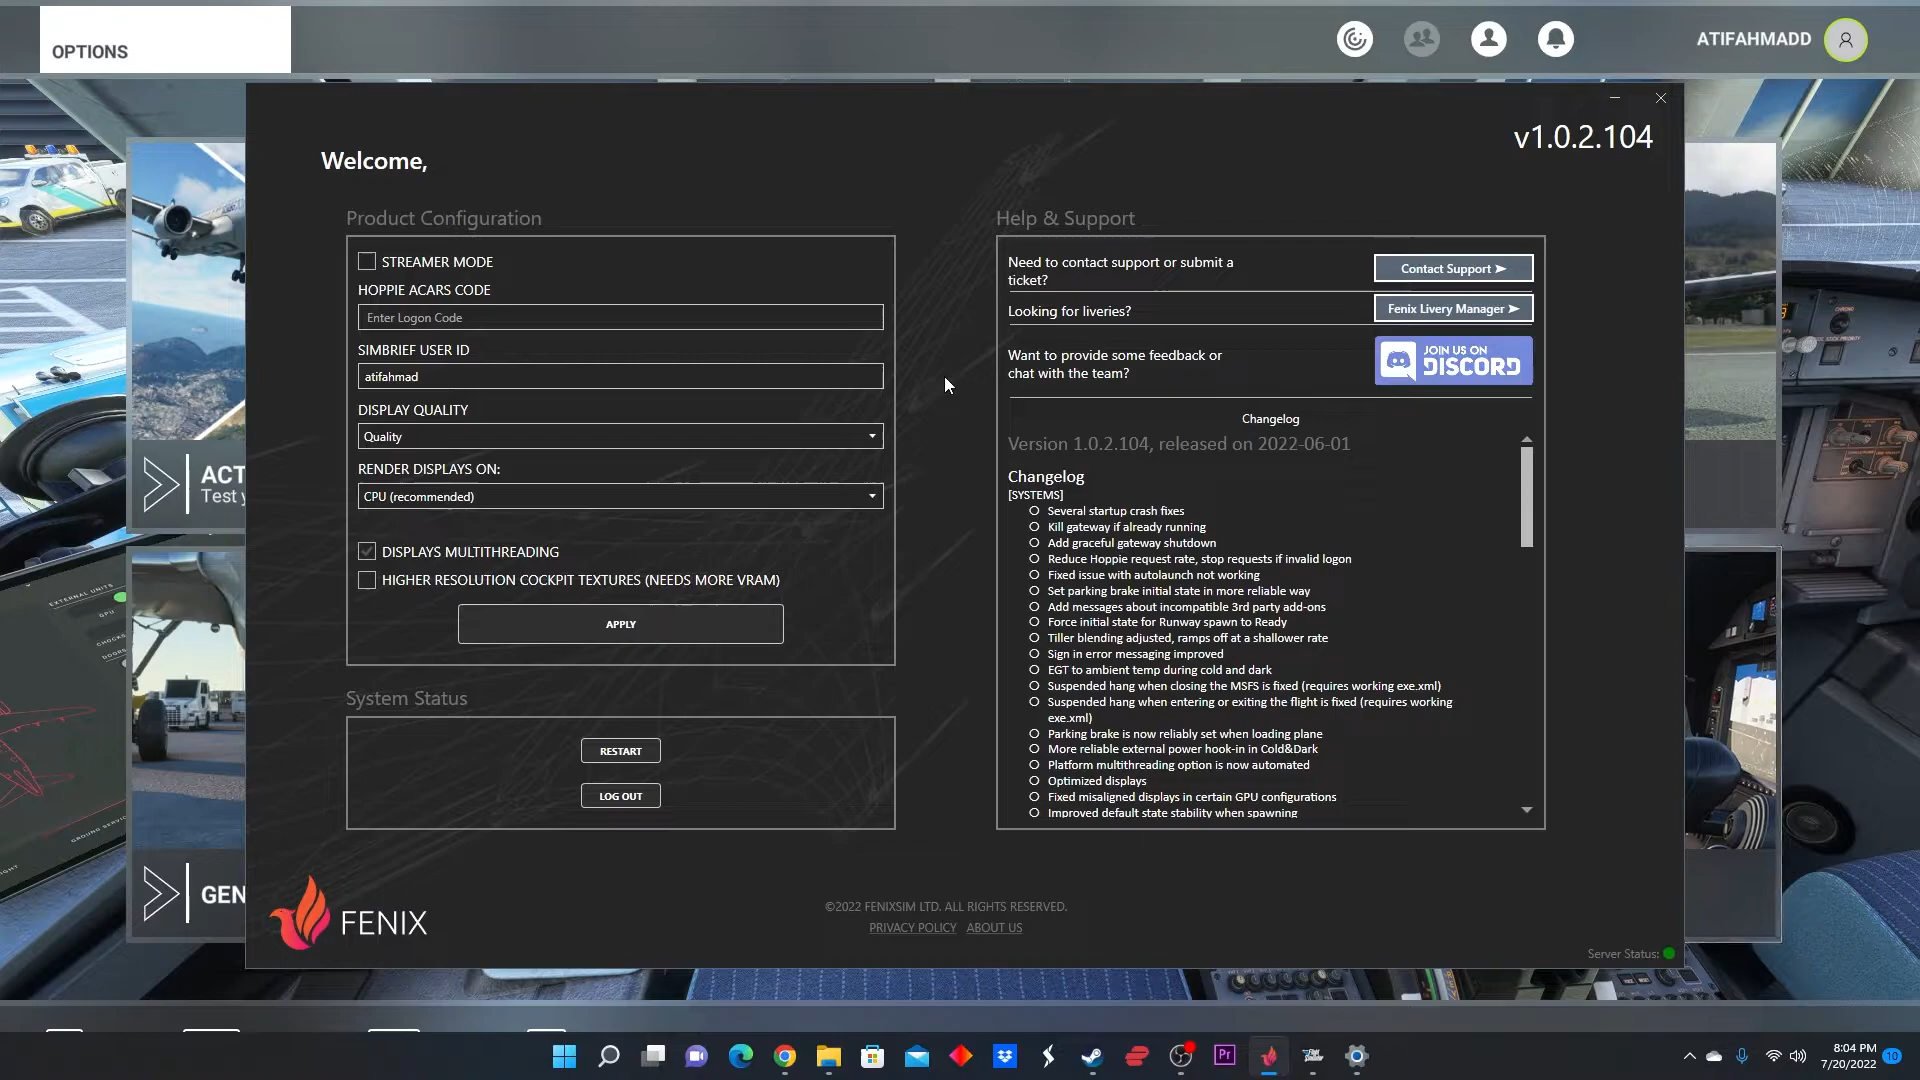 OPTIONS
ATIFAHMADD
v1.0.2.104
Welcome,
Product Configuration
STREAMER MODE
HOPPIE ACARS CODE
Enter Logon Code
SIMBRIEF USER ID
atifahmad
DISPLAY QUALITY
Quality
RENDER DISPLAYS ON:
CPU (recommended)
DISPLAYS MULTITHREADING
HIGHER RESOLUTION COCKPIT TEXTURES (NEEDS MORE VRAM)
APPLY
System Status
RESTART
LOG OUT
Help & Support
Need to contact support or submit a
ticket?
Contact Support ➤
Looking for liveries?
Fenix Livery Manager ➤
Want to provide some feedback or
chat with the team?
JOIN US ON
DISCORD
Changelog
Version 1.0.2.104, released on 2022-06-01
Changelog
[SYSTEMS]
Several startup crash fixes
Kill gateway if already running
Add graceful gateway shutdown
Reduce Hoppie request rate, stop requests if invalid logon
Fixed issue with autolaunch not working
Set parking brake initial state in more reliable way
Add messages about incompatible 3rd party add-ons
Force initial state for Runway spawn to Ready
Tiller blending adjusted, ramps off at a shallower rate
Sign in error messaging improved
EGT to ambient temp during cold and dark
Suspended hang when closing the MSFS is fixed (requires working exe.xml)
Suspended hang when entering or exiting the flight is fixed (requires working
exe.xml)
Parking brake is now reliably set when loading plane
More reliable external power hook-in in Cold&Dark
Platform multithreading option is now automated
Optimized displays
Fixed misaligned displays in certain GPU configurations
Improved default state stability when spawning
ACT
Test y
GEN
EXTERNAL UNITS
GPU
CHOCKS
DOORS
FENIX
©2022 FENIXSIM LTD. ALL RIGHTS RESERVED.
PRIVACY POLICY ABOUT US
Server Status:
Pr
8:04 PM
7/20/2022
10